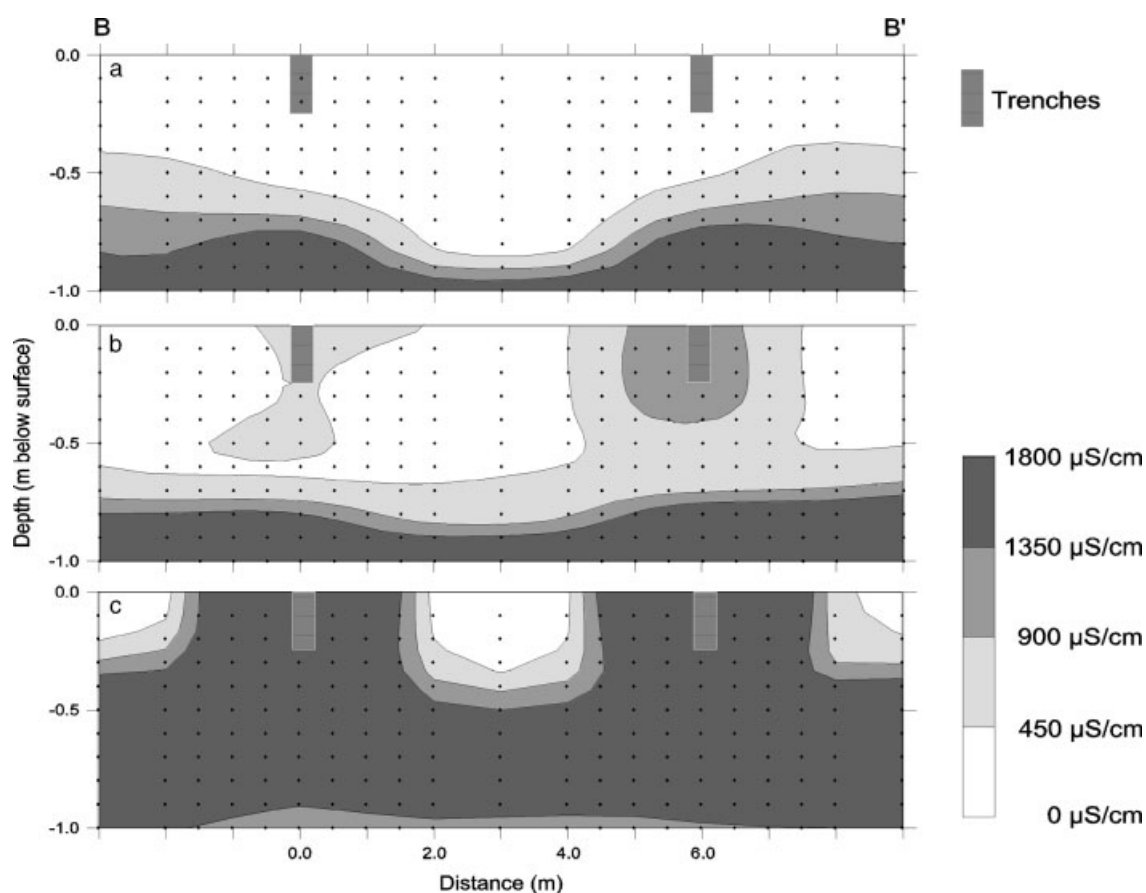 B B'
0.0
a
Trenches
-0.5
-1.0
0.0
b
-0.5
-1.0
0.0
c
-0.5
-1.0
Depth (m below surface)
1800 µS/cm
1350 µS/cm
900 µS/cm
450 µS/cm
0 µS/cm
0.0 2.0 4.0 6.0
Distance (m)